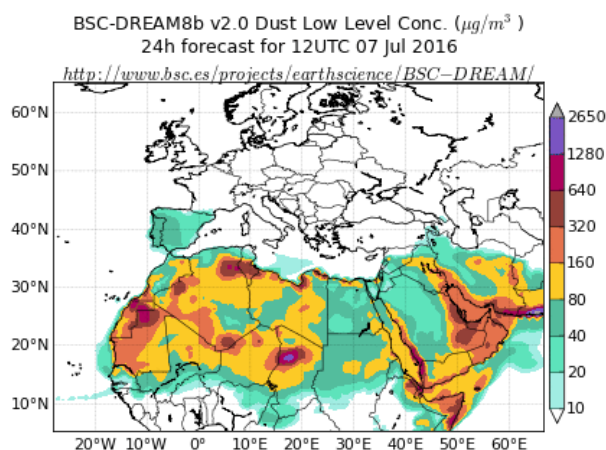 BSC-DREAM8b v2.0 Dust Low Level Conc. (μg/m³ )
24h forecast for 12UTC 07 Jul 2016
http://www.bsc.es/projects/earthscience/BSC−DREAM/
60°N
50°N
40°N
30°N
20°N
10°N
20°W 10°W 0° 10°E 20°E 30°E 40°E 50°E 60°E
2650
1280
640
320
160
80
40
20
10